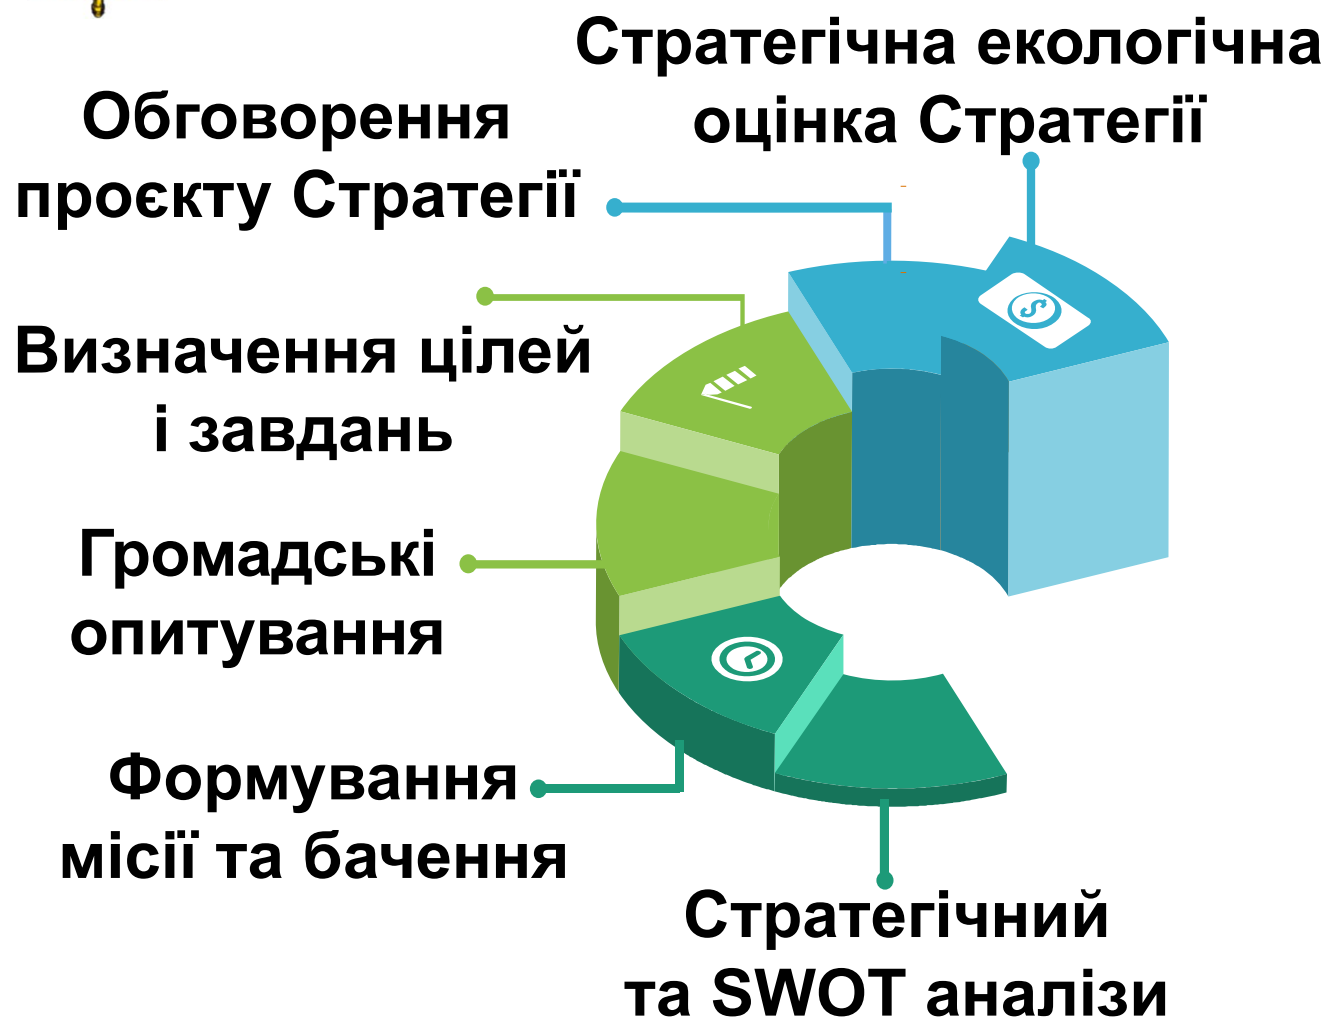 Стратегічна екологічна
оцінка Стратегії
Обговорення
проєкту Стратегії
Визначення цілей
і завдань
Громадські
опитування
Формування
місії та бачення
Стратегічний
та SWOT аналізи